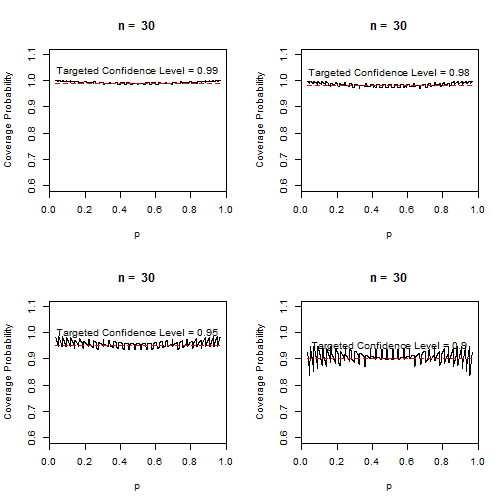 n = 30
Targeted Confidence Level = 0.99
Coverage Probability
0.6 0.7 0.8 0.9 1.0 1.1
0.0 0.2 0.4 0.6 0.8 1.0
p
n = 30
Targeted Confidence Level = 0.98
Coverage Probability
0.6 0.7 0.8 0.9 1.0 1.1
0.0 0.2 0.4 0.6 0.8 1.0
p
n = 30
Targeted Confidence Level = 0.95
Coverage Probability
0.6 0.7 0.8 0.9 1.0 1.1
0.0 0.2 0.4 0.6 0.8 1.0
p
n = 30
Targeted Confidence Level = 0.9
Coverage Probability
0.6 0.7 0.8 0.9 1.0 1.1
0.0 0.2 0.4 0.6 0.8 1.0
p